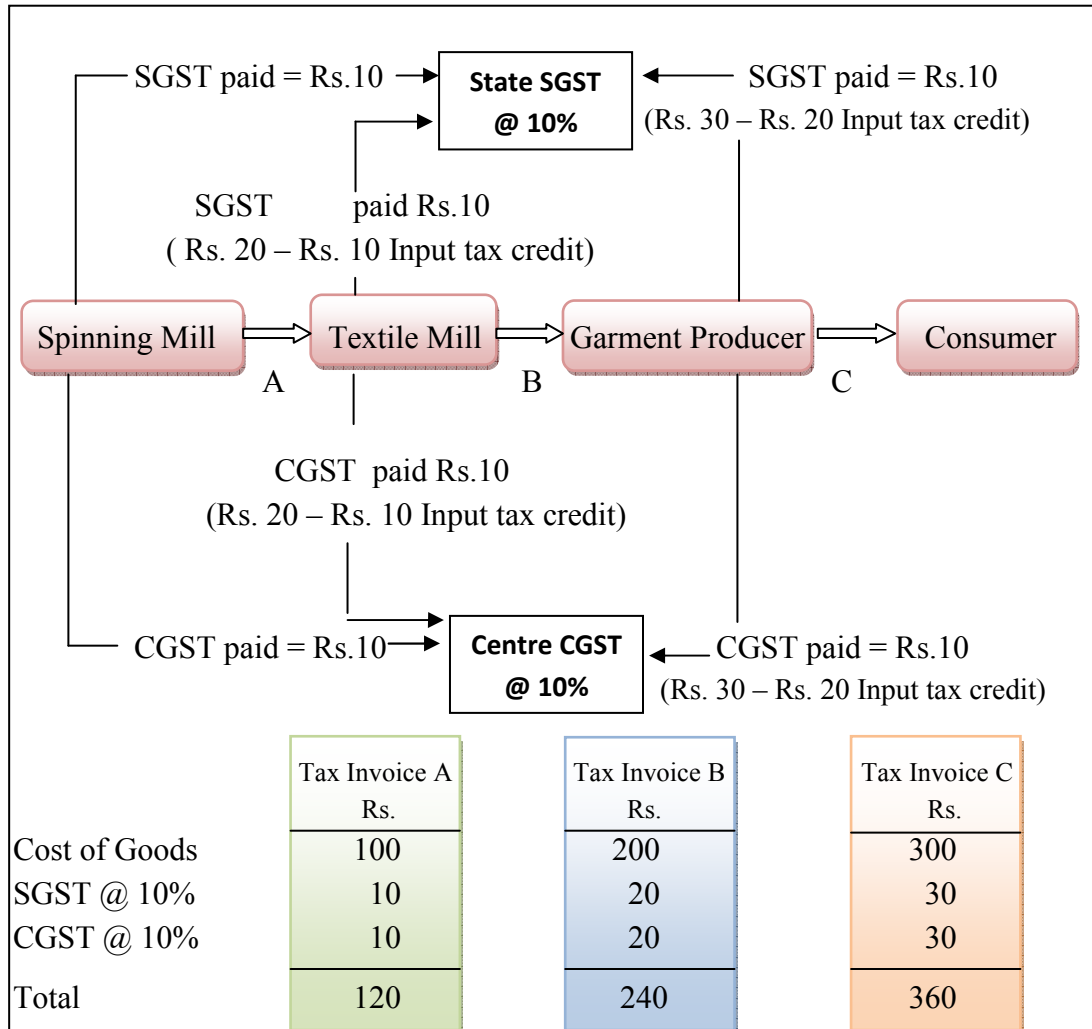 SGST paid = Rs.10
State SGST
@ 10%
SGST paid = Rs.10
(Rs. 30 – Rs. 20 Input tax credit)
SGST paid Rs.10
( Rs. 20 – Rs. 10 Input tax credit)
Spinning Mill
Textile Mill
Garment Producer
Consumer
A
B
C
CGST paid Rs.10
(Rs. 20 – Rs. 10 Input tax credit)
CGST paid = Rs.10
Centre CGST
@ 10%
CGST paid = Rs.10
(Rs. 30 – Rs. 20 Input tax credit)
Tax Invoice A Tax Invoice B Tax Invoice C
Rs. Rs. Rs.
Cost of Goods 100 200 300
SGST @ 10% 10 20 30
CGST @ 10% 10 20 30
Total 120 240 360